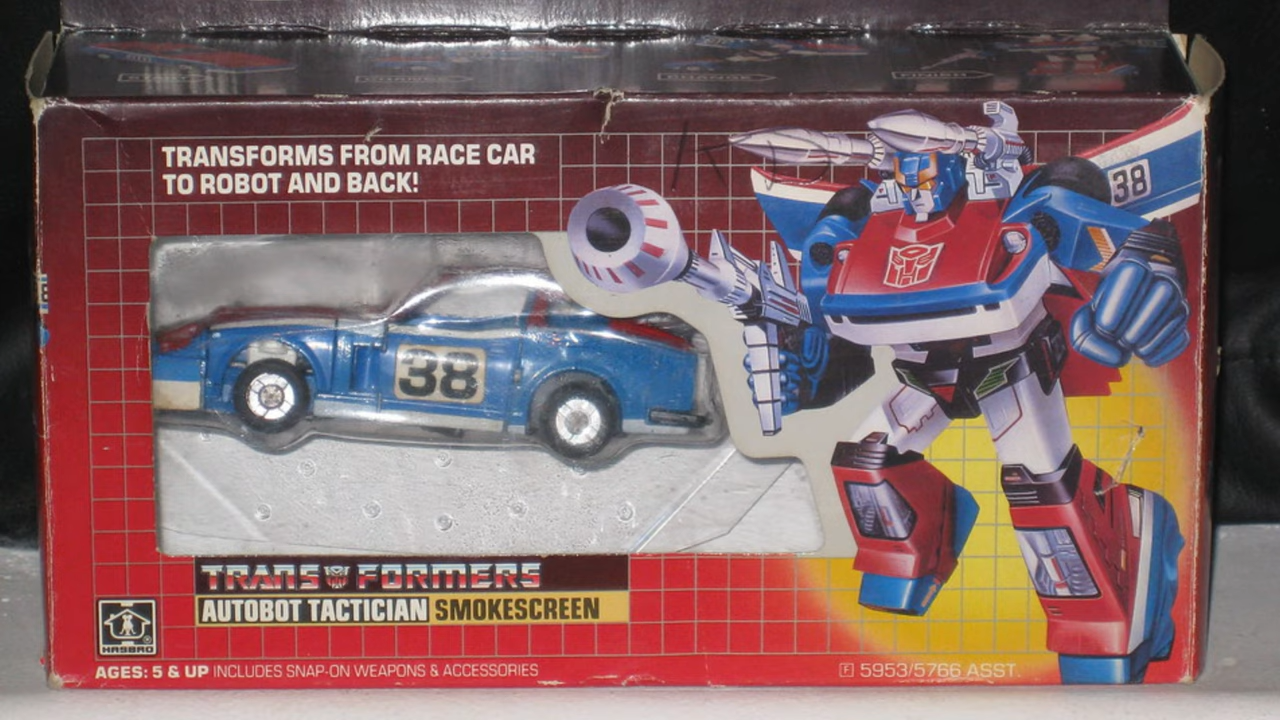 TRANSFORMS FROM RACE CAR
TO ROBOT AND BACK!
38
38
TRANSFORMERS
AUTOBOT TACTICIAN SMOKESCREEN
HASBRO ®
AGES: 5 & UP INCLUDES SNAP-ON WEAPONS & ACCESSORIES
E 5953/5766 ASST.